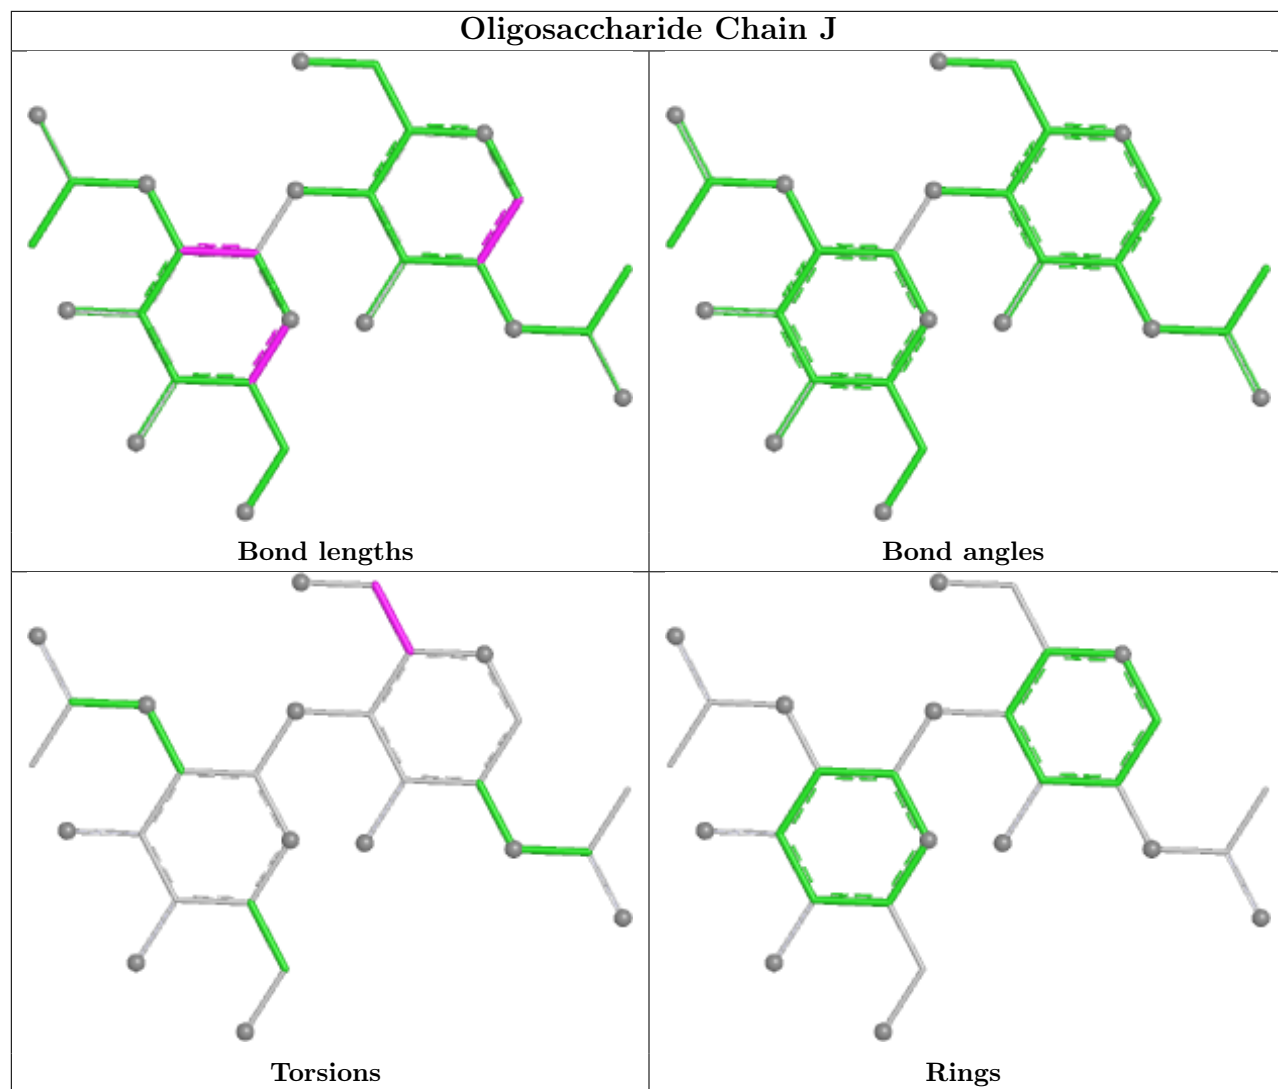 Oligosaccharide Chain J
Bond lengths
Bond angles
Torsions
Rings